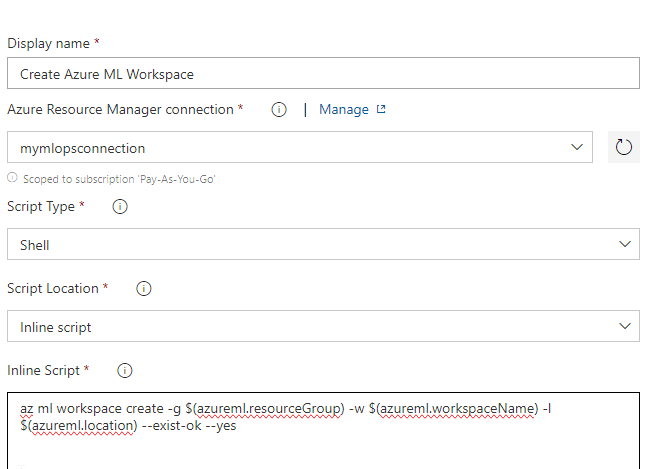 Display name *
Create Azure ML Workspace
Azure Resource Manager connection * | Manage
mymlopsconnection
Scoped to subscription 'Pay-As-You-Go'
Script Type *
Shell
Script Location *
Inline script
Inline Script *
az ml workspace create -g $(azureml.resourceGroup) -w $(azureml.workspaceName) -l
$(azureml.location) --exist-ok --yes